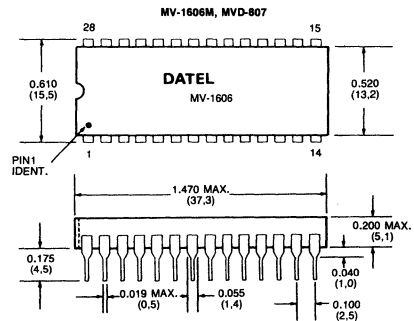 MV-1606M, MVD-807
28
15
0.610
(15,5)
DATEL
MV-1606
0.520
(13,2)
PIN1
IDENT.
1
14
1.470 MAX.
(37,3)
0.200 MAX.
(5,1)
0.175
(4,5)
0.040
(1,0)
0.019 MAX.
(0,5)
0.055
(1,4)
0.100
(2,5)